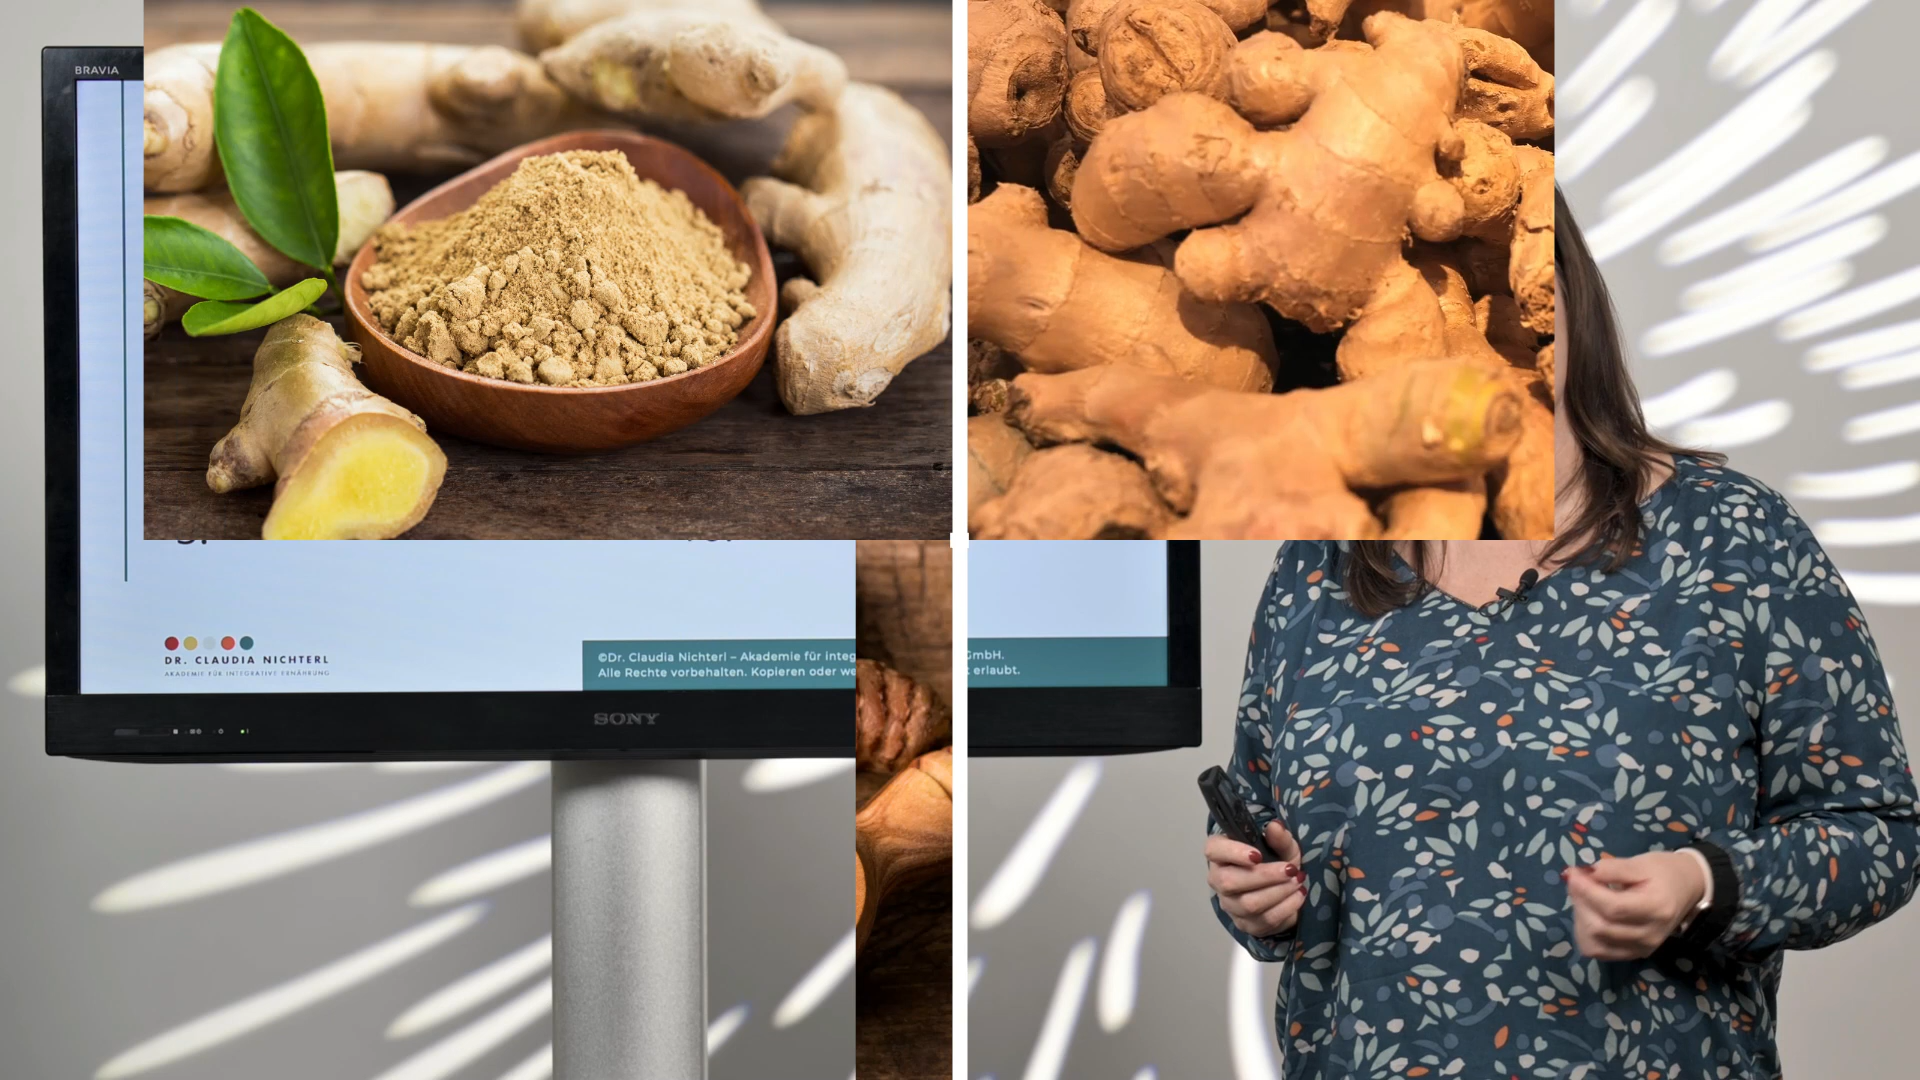 BRAVIA
DR. CLAUDIA NICHTERL
AKADEMIE FÜR INTEGRATIVE ERNÄHRUNG
©Dr. Claudia Nichterl – Akademie für integ
GmbH.
Alle Rechte vorbehalten. Kopieren oder we
t erlaubt.
SONY